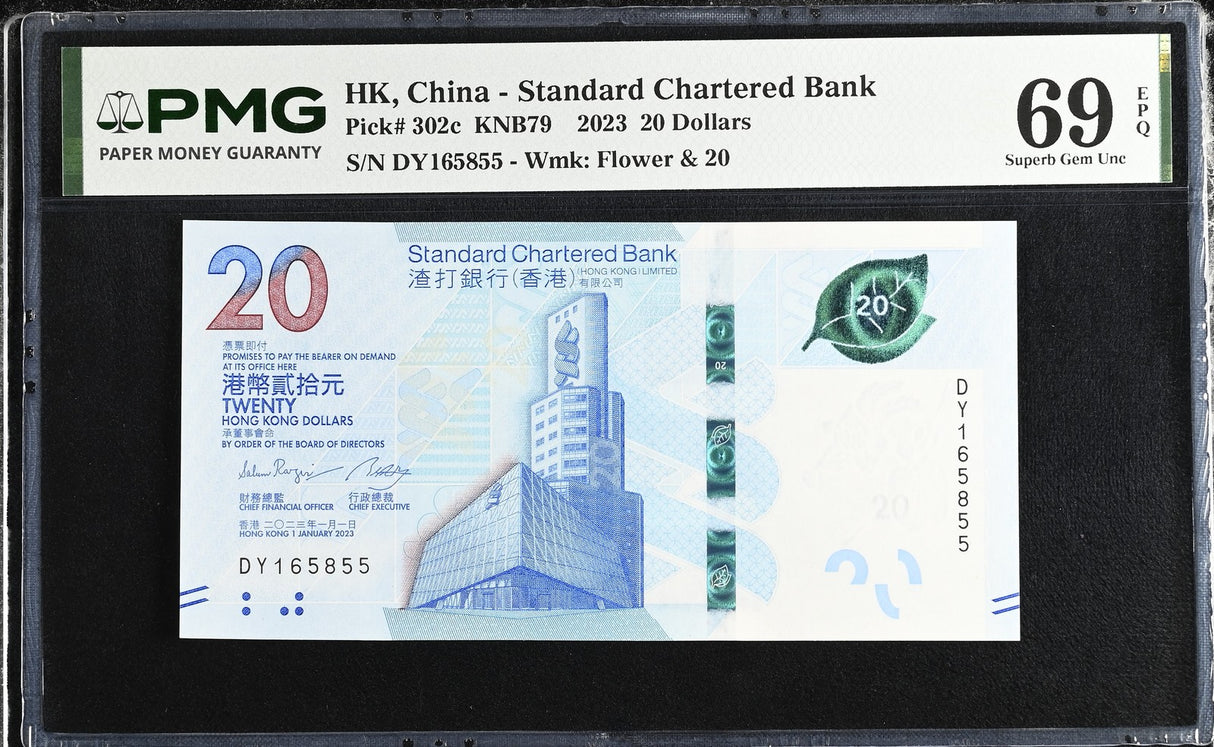 PMG
PAPER MONEY GUARANTY
HK, China - Standard Chartered Bank
Pick# 302c KNB79 2023 20 Dollars
S/N DY165855 - Wmk: Flower & 20
69
EPQ
Superb Gem Unc
20
Standard Chartered Bank
(HONG KONG) LIMITED
渣打銀行(香港)有限公司
憑票即付
PROMISES TO PAY THE BEARER ON DEMAND
AT ITS OFFICE HERE
港幣貳拾元
TWENTY
HONG KONG DOLLARS
承董事會命
BY ORDER OF THE BOARD OF DIRECTORS
財務總監 行政總裁
CHIEF FINANCIAL OFFICER CHIEF EXECUTIVE
香港 二〇二三年一月一日
HONG KONG 1 JANUARY 2023
DY165855
20
20
DY165855
20